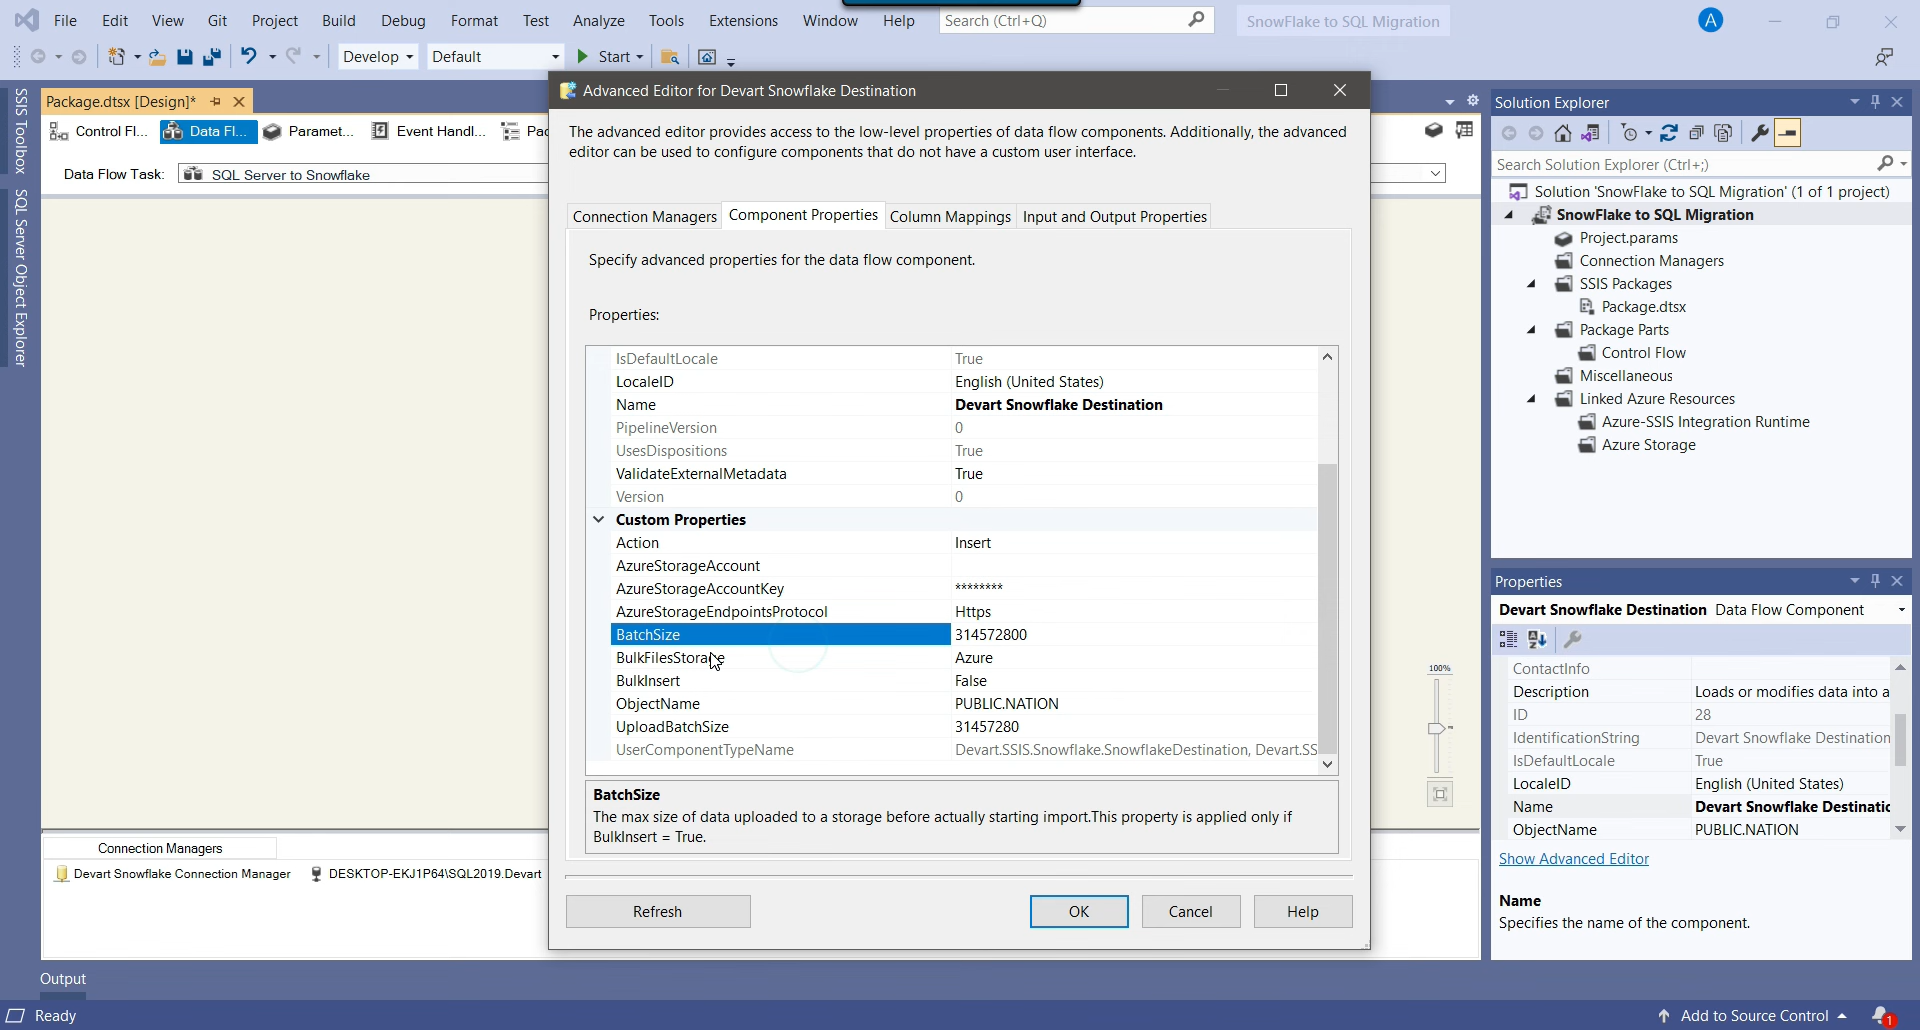 File Edit View Git Project Build Debug Format Test Analyze Tools Extensions Window Help Search (Ctrl+Q) SnowFlake to SQL Migration A
Develop Default Start
Package.dtsx [Design]*
Control Fl... Data Fl... Paramet... Event Handl... Pac
Data Flow Task: SQL Server to Snowflake
SSIS Toolbox
SQL Server Object Explorer
Advanced Editor for Devart Snowflake Destination
The advanced editor provides access to the low-level properties of data flow components. Additionally, the advanced
editor can be used to configure components that do not have a custom user interface.
Connection Managers Component Properties Column Mappings Input and Output Properties
Specify advanced properties for the data flow component.
Properties:
IsDefaultLocale True
LocaleID English (United States)
Name Devart Snowflake Destination
PipelineVersion 0
UsesDispositions True
ValidateExternalMetadata True
Version 0
Custom Properties
Action Insert
AzureStorageAccount
AzureStorageAccountKey ********
AzureStorageEndpointsProtocol Https
BatchSize 314572800
BulkFilesStorage Azure
BulkInsert False
ObjectName PUBLIC.NATION
UploadBatchSize 31457280
UserComponentTypeName Devart.SSIS.Snowflake.SnowflakeDestination, Devart.SS
BatchSize
The max size of data uploaded to a storage before actually starting import.This property is applied only if
BulkInsert = True.
Refresh OK Cancel Help
100%
Connection Managers
Devart Snowflake Connection Manager DESKTOP-EKJ1P64\SQL2019.Devart
Solution Explorer
Search Solution Explorer (Ctrl+;)
Solution 'SnowFlake to SQL Migration' (1 of 1 project)
SnowFlake to SQL Migration
Project.params
Connection Managers
SSIS Packages
Package.dtsx
Package Parts
Control Flow
Miscellaneous
Linked Azure Resources
Azure-SSIS Integration Runtime
Azure Storage
Properties
Devart Snowflake Destination Data Flow Component
ContactInfo
Description Loads or modifies data into a
ID 28
IdentificationString Devart Snowflake Destination
IsDefaultLocale True
LocaleID English (United States)
Name Devart Snowflake Destinatic
ObjectName PUBLIC.NATION
Show Advanced Editor
Name
Specifies the name of the component.
Output
Ready Add to Source Control 1